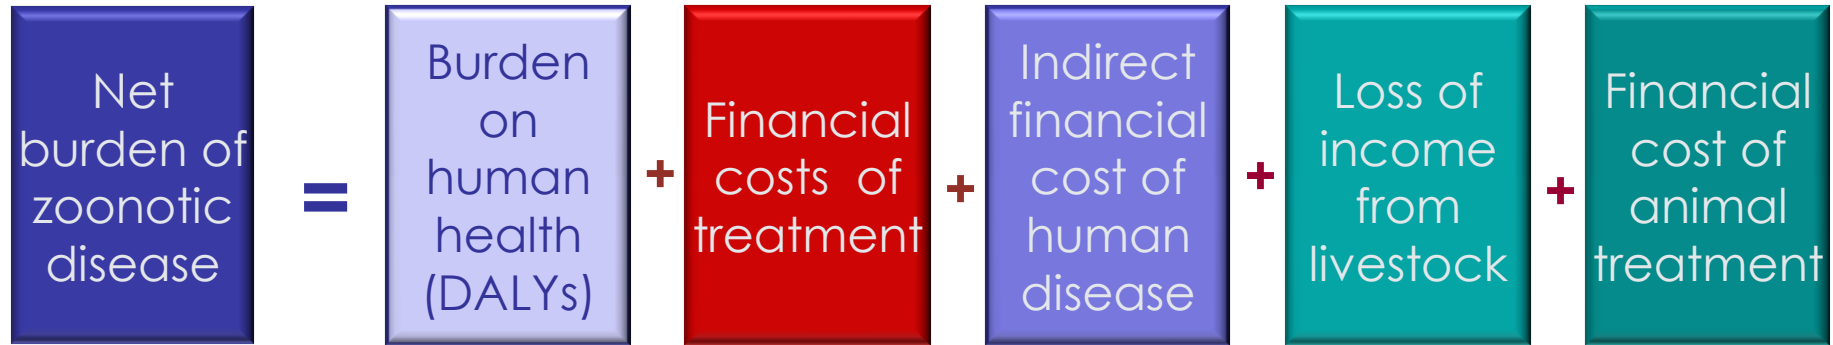 Net
burden of
zoonotic
disease
=
Burden
on
human
health
(DALYs)
+
Financial
costs of
treatment
+
Indirect
financial
cost of
human
disease
+
Loss of
income
from
livestock
+
Financial
cost of
animal
treatment